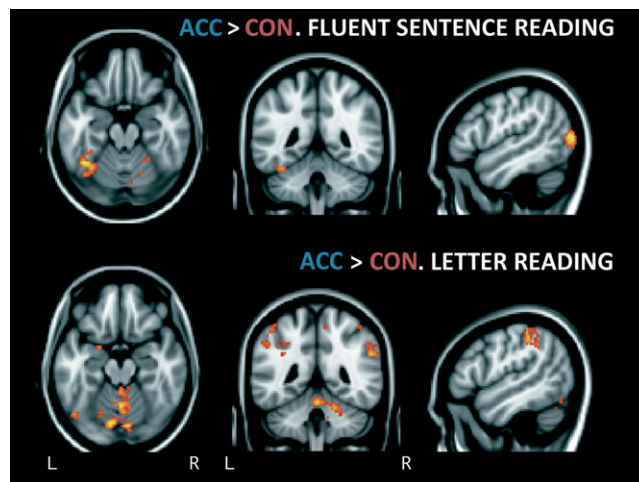 ACC > CON. FLUENT SENTENCE READING
ACC > CON. LETTER READING
L R L R